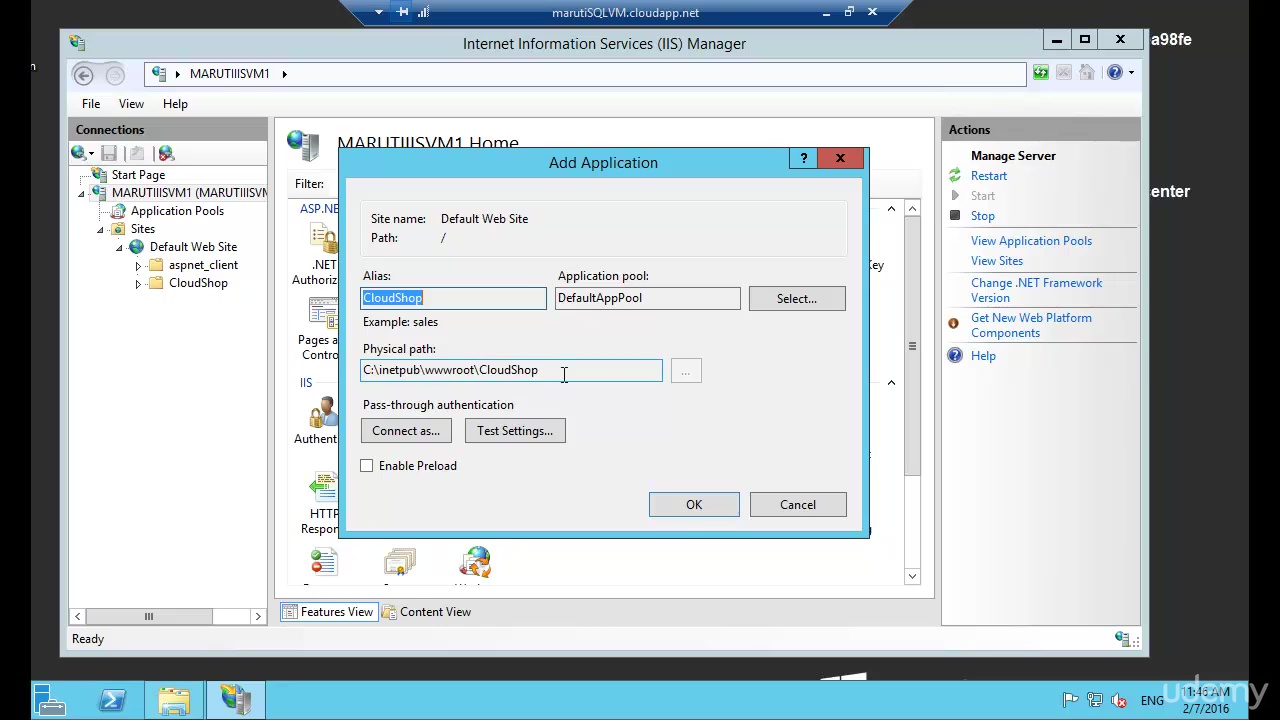 marutiSQLVM.cloudapp.net
Internet Information Services (IIS) Manager
a98fe
MARUTIIISVM1
File View Help
Connections
Start Page
MARUTIIISVM1 (MARUTIIISVM
Application Pools
Sites
Default Web Site
aspnet_client
CloudShop
MARUTIIISVM1 Home
Filter:
ASP.NE
.NET
Authoriz
Key
Pages a
Contro
IIS
Authent
HTTP
Respon
Add Application
?
Site name: Default Web Site
Path: /
Alias: Application pool:
CloudShop DefaultAppPool Select...
Example: sales
Physical path:
C:\inetpub\wwwroot\CloudShop ...
Pass-through authentication
Connect as... Test Settings...
Enable Preload
OK Cancel
Actions
Manage Server
Restart
Start
Stop
View Application Pools
View Sites
Change .NET Framework
Version
Get New Web Platform
Components
Help
enter
Features View Content View
Ready
ENG
11:46 AM
2/7/2016
udemy